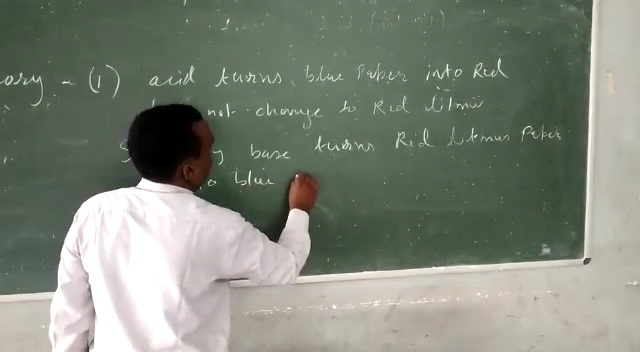 ory - (1) acid turns blue Paper into Red
not change to Red litmu
y base turns Red litmus Paper
o blue